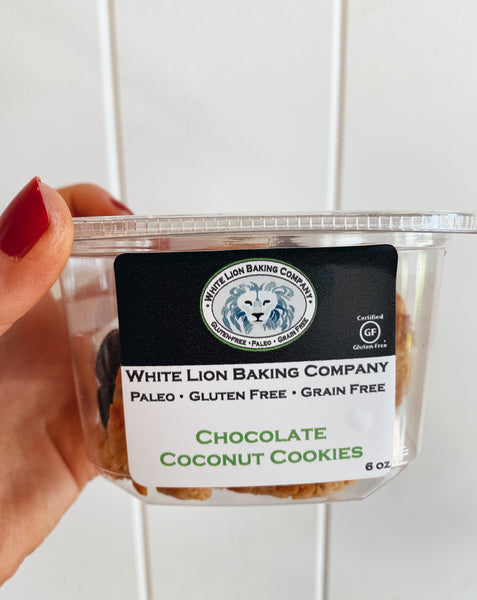 White Lion Baking Company
Gluten-Free • Paleo • Grain Free
Certified
GF
Gluten-Free
White Lion Baking Company
Paleo • Gluten Free • Grain Free
Chocolate
Coconut Cookies
6 oz